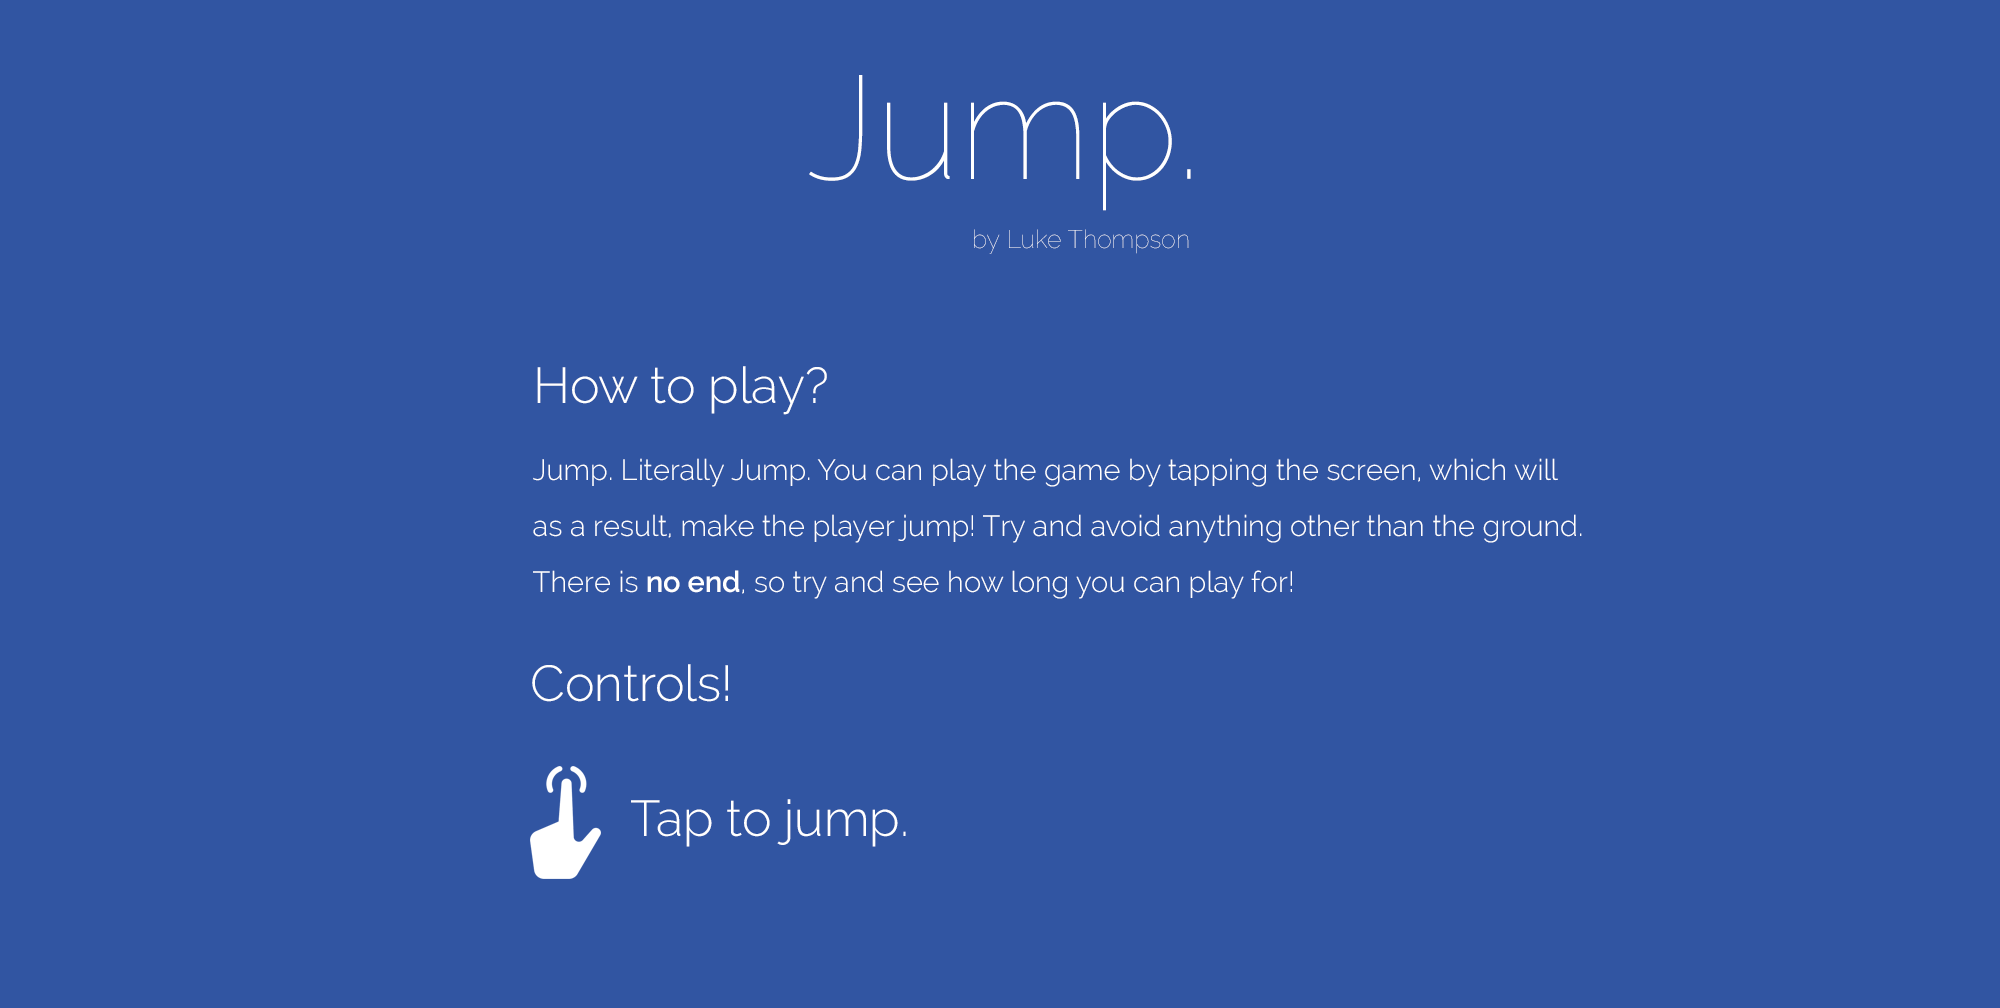 Jump.
by Luke Thompson
How to play?
Jump. Literally Jump. You can play the game by tapping the screen, which will
as a result, make the player jump! Try and avoid anything other than the ground.
There is no end, so try and see how long you can play for!
Controls!
Tap to jump.